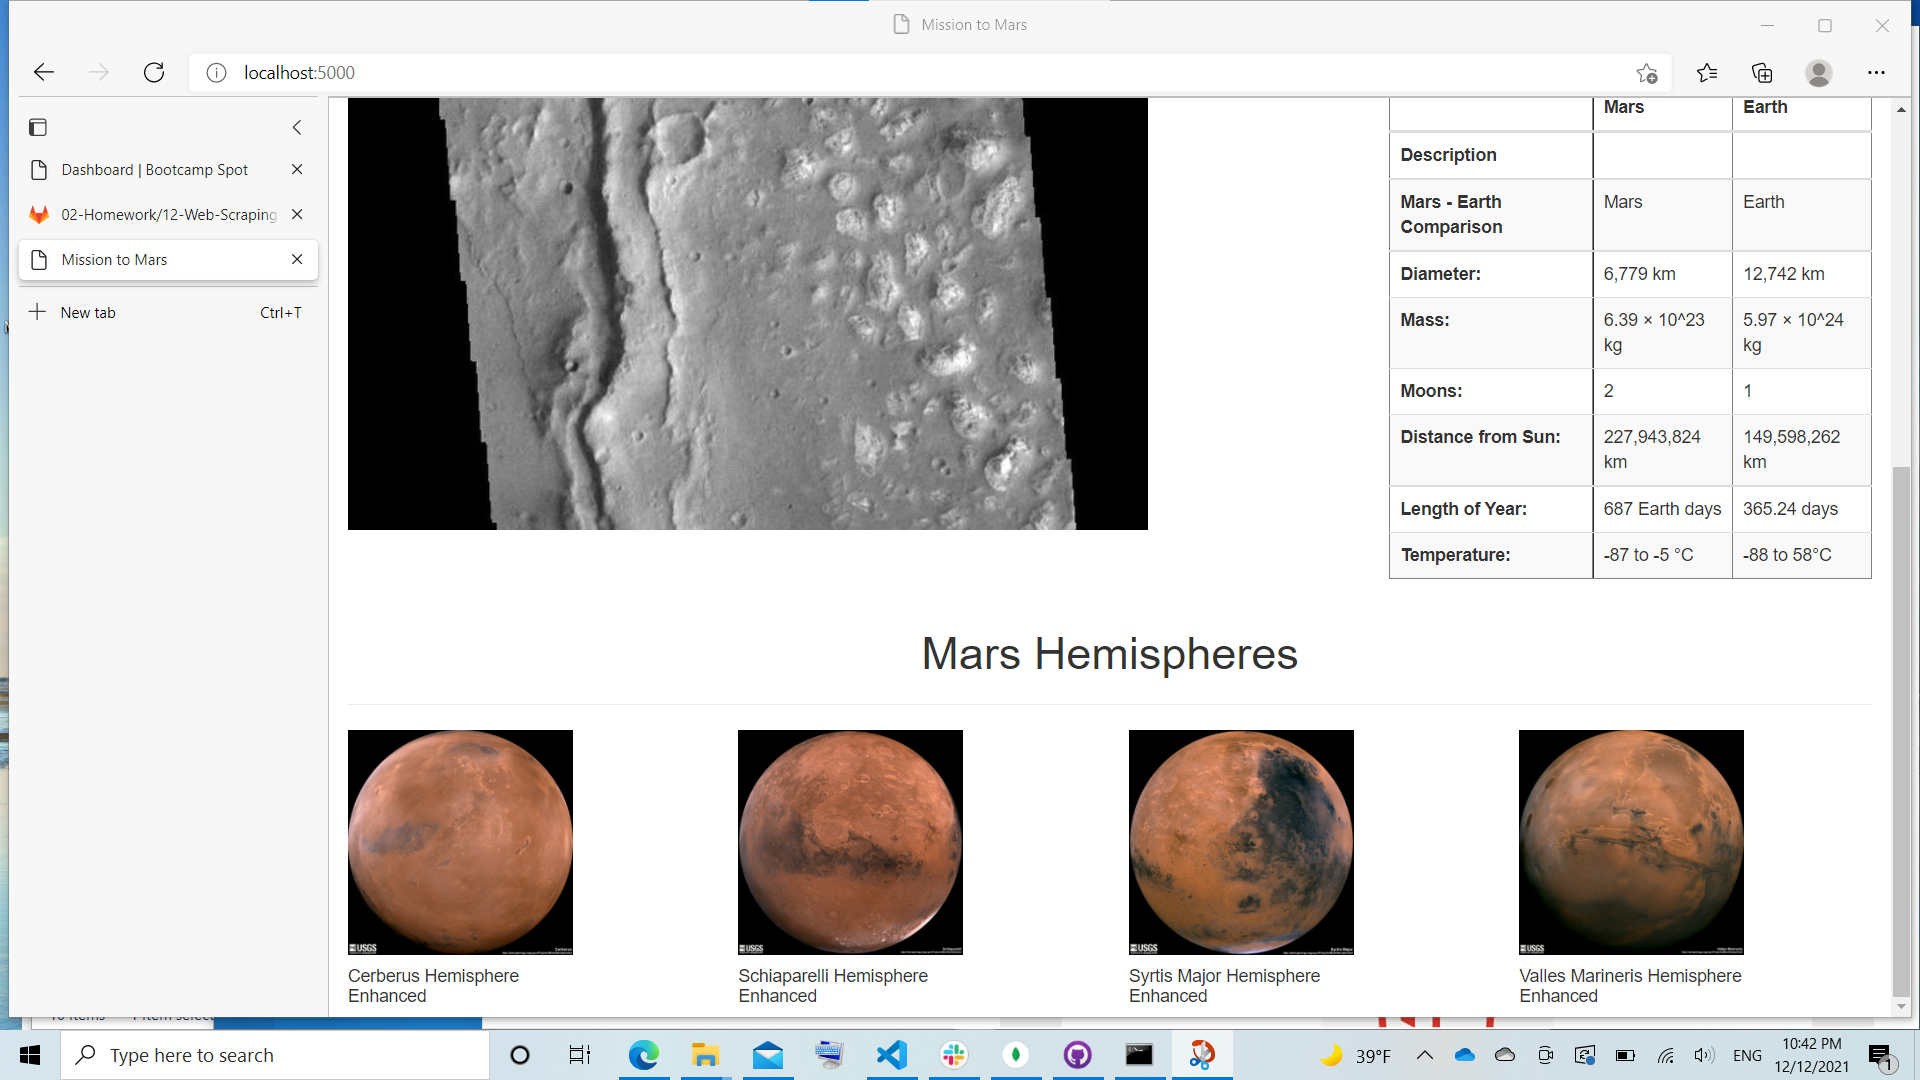 Mission to Mars
localhost:5000
Dashboard | Bootcamp Spot
02-Homework/12-Web-Scraping
Mission to Mars
New tab Ctrl+T
Mars Earth
Description
Mars - Earth Comparison Mars Earth
Diameter: 6,779 km 12,742 km
Mass: 6.39 × 10^23 kg 5.97 × 10^24 kg
Moons: 2 1
Distance from Sun: 227,943,824 km 149,598,262 km
Length of Year: 687 Earth days 365.24 days
Temperature: -87 to -5 °C -88 to 58°C
Mars Hemispheres
USGS
USGS
USGS
USGS
Cerberus Hemisphere
Enhanced
Schiaparelli Hemisphere
Enhanced
Syrtis Major Hemisphere
Enhanced
Valles Marineris Hemisphere
Enhanced
Type here to search
39°F
ENG
10:42 PM
12/12/2021
1